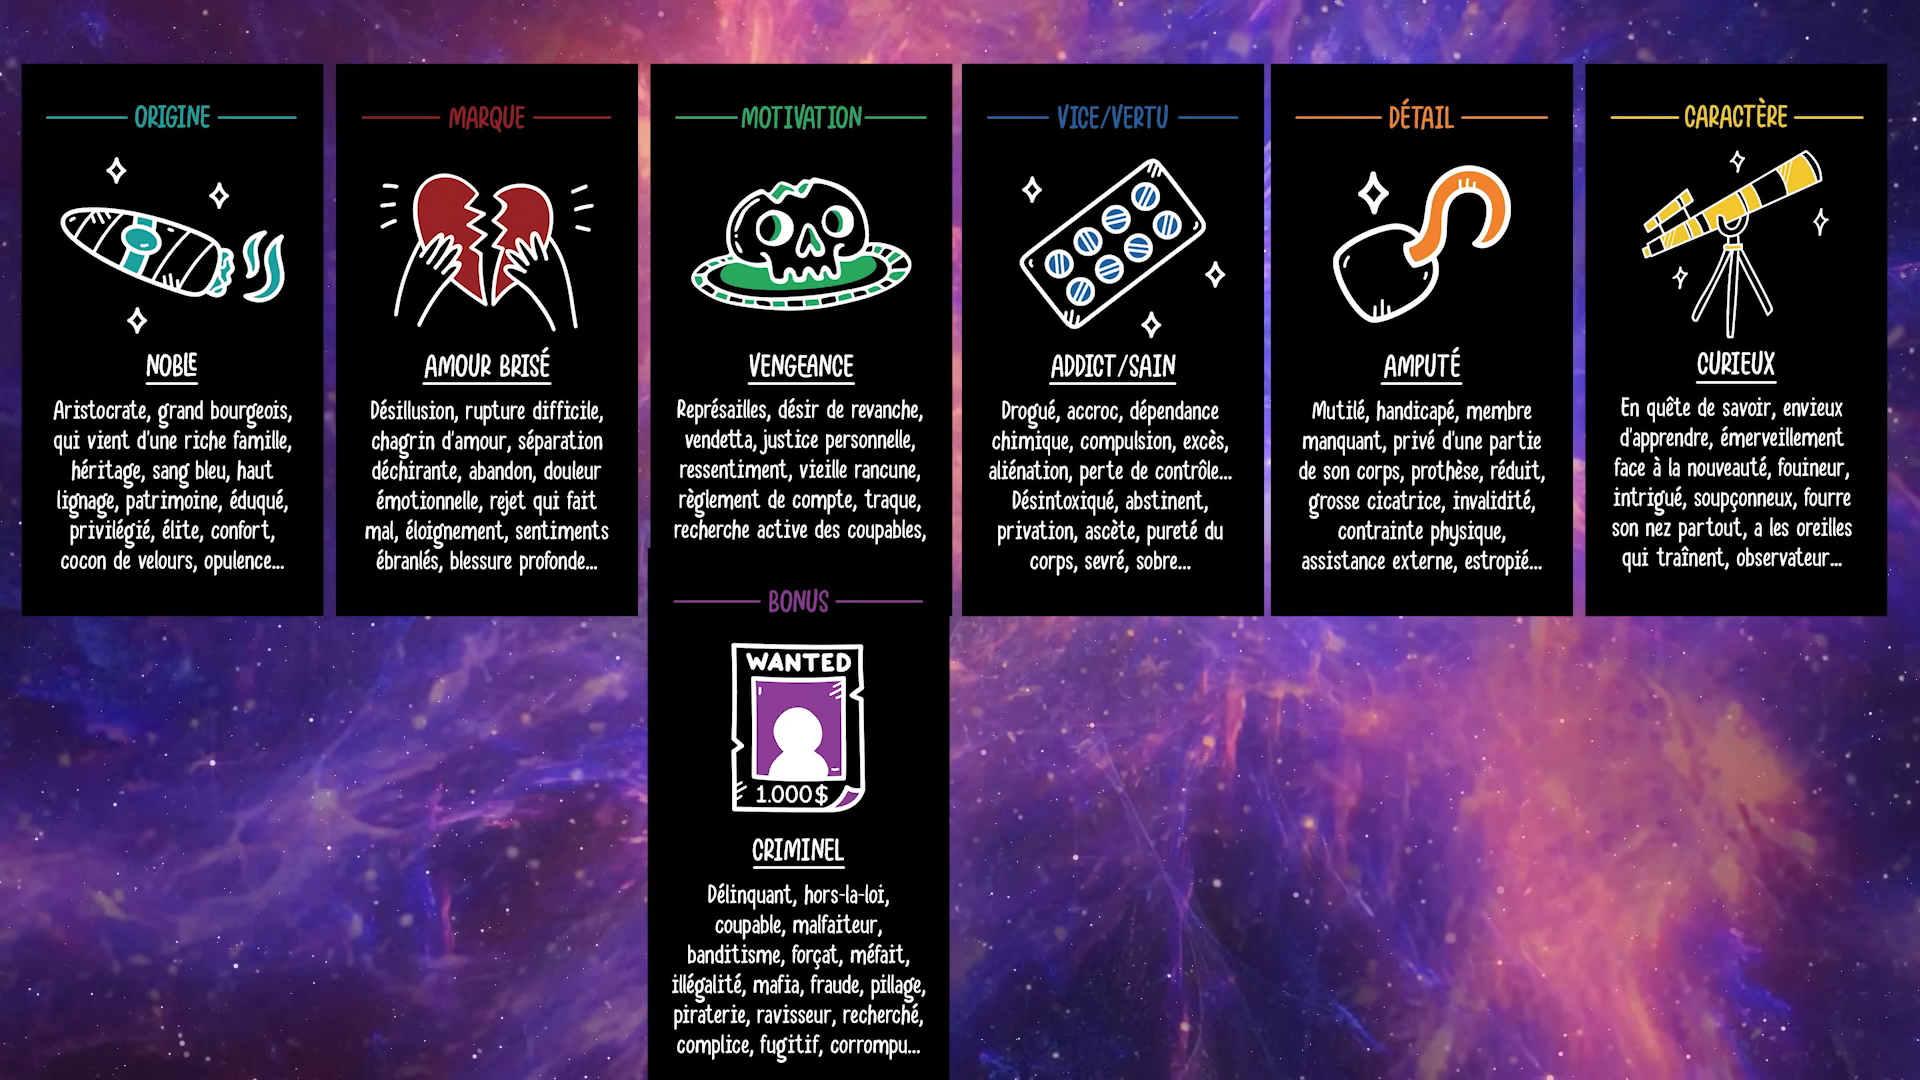 ORIGINE
NOBLE
Aristocrate, grand bourgeois,
qui vient d'une riche famille,
héritage, sang bleu, haut
lignage, patrimoine, éduqué,
privilégié, élite, confort,
cocon de velours, opulence...
MARQUE
AMOUR BRISÉ
Désillusion, rupture difficile,
chagrin d'amour, séparation
déchirante, abandon, douleur
émotionnelle, rejet qui fait
mal, éloignement, sentiments
ébranlés, blessure profonde...
MOTIVATION
VENGEANCE
Représailles, désir de revanche,
vendetta, justice personnelle,
ressentiment, vieille rancune,
règlement de compte, traque,
recherche active des coupables,
VICE/VERTU
ADDICT/SAIN
Drogué, accroc, dépendance
chimique, compulsion, excès,
aliénation, perte de contrôle...
Désintoxiqué, abstinent,
privation, ascète, pureté du
corps, sevré, sobre...
DÉTAIL
AMPUTÉ
Mutilé, handicapé, membre
manquant, privé d'une partie
de son corps, prothèse, réduit,
grosse cicatrice, invalidité,
contrainte physique,
assistance externe, estropié...
CARACTÈRE
CURIEUX
En quête de savoir, envieux
d'apprendre, émerveillement
face à la nouveauté, fouineur,
intrigué, soupçonneux, fourre
son nez partout, a les oreilles
qui traînent, observateur...
BONUS
WANTED
1.000$
CRIMINEL
Délinquant, hors-la-loi,
coupable, malfaiteur,
banditisme, forçat, méfait,
illégalité, mafia, fraude, pillage,
piraterie, ravisseur, recherché,
complice, fugitif, corrompu...